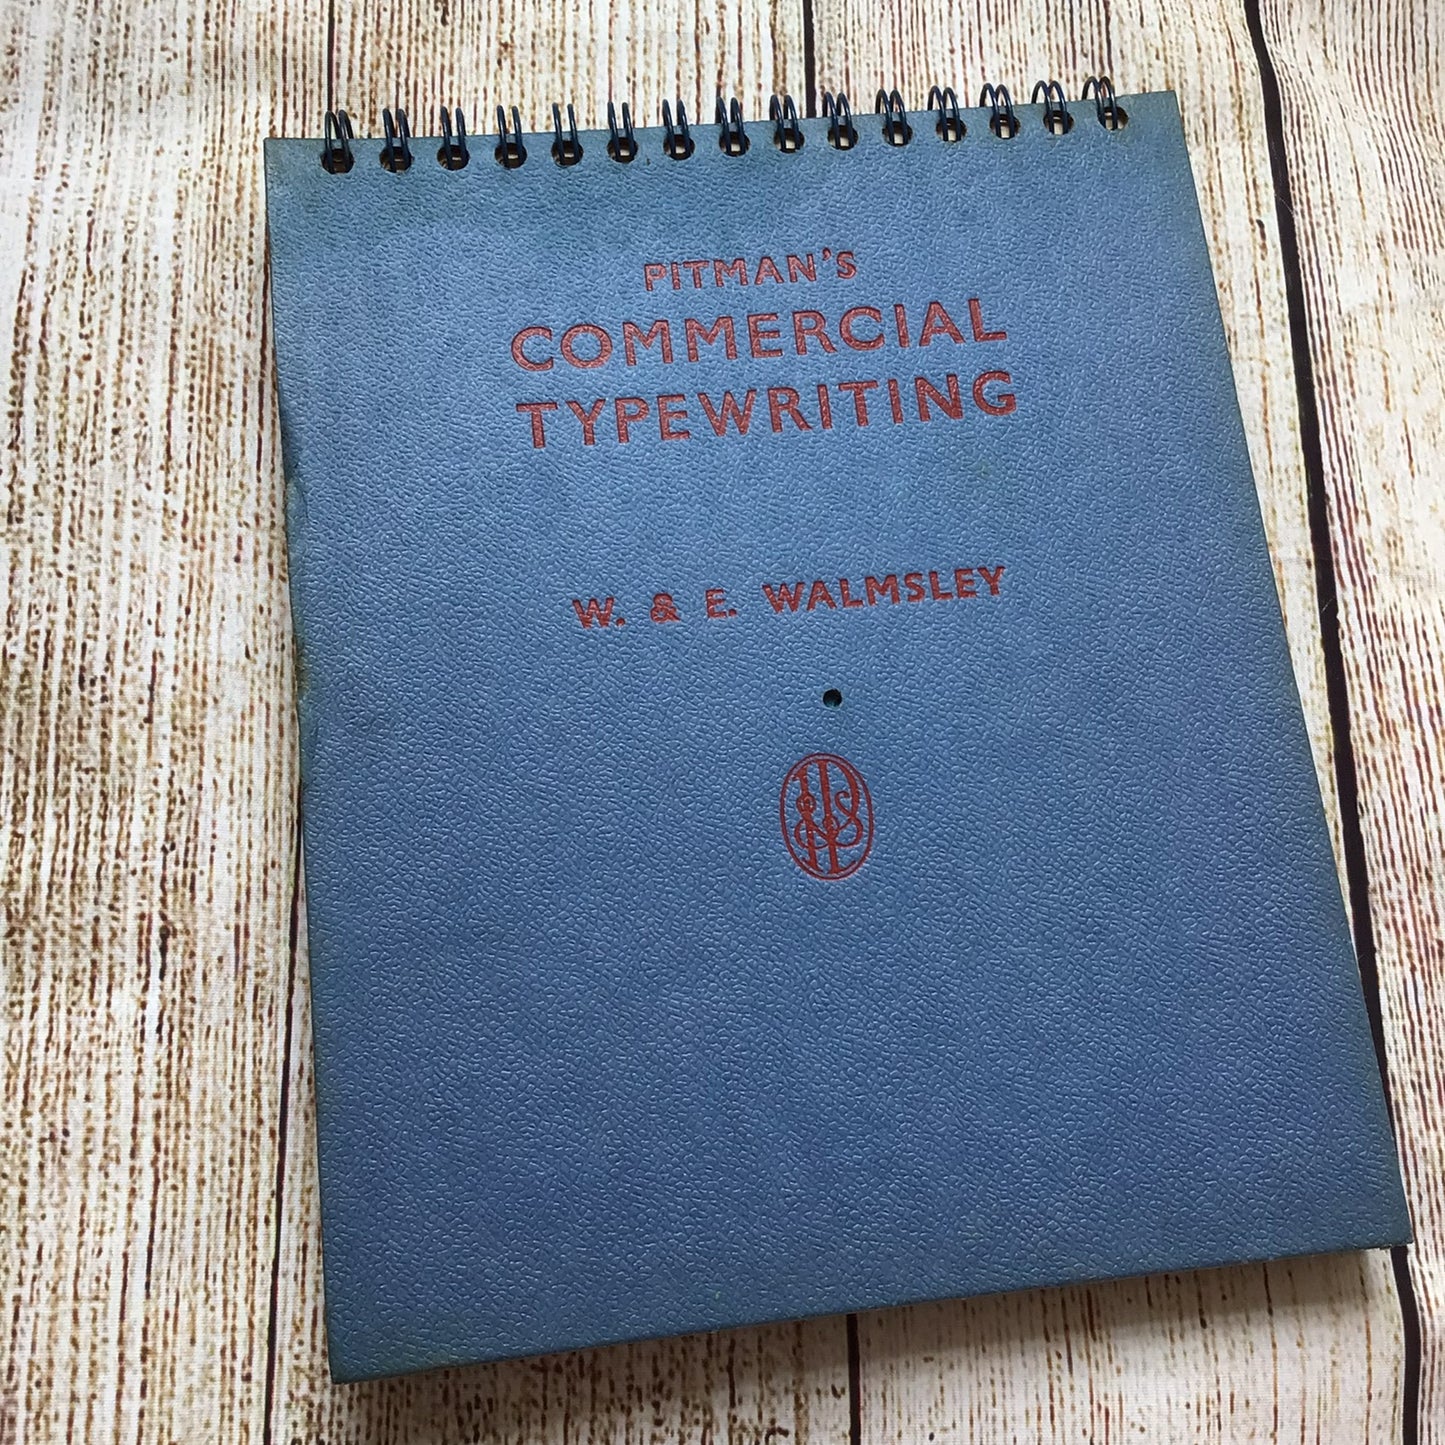 PITMAN'S
COMMERCIAL
TYPEWRITING
W. & E. WALMSLEY